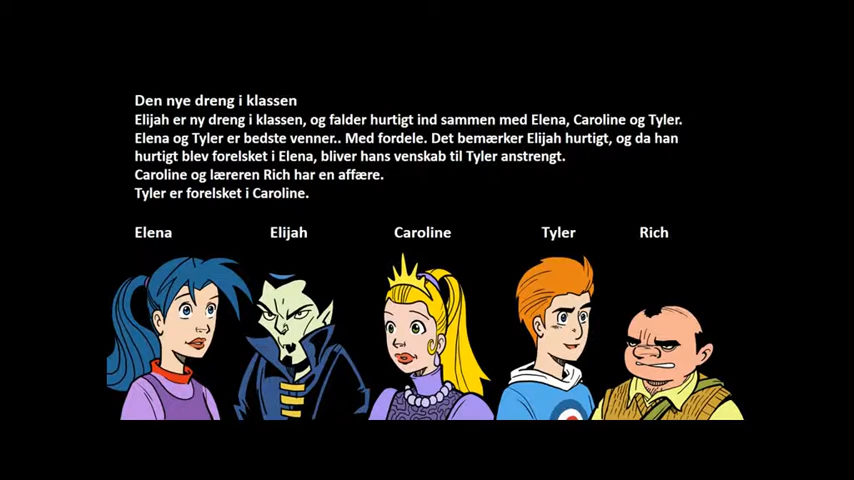 Den nye dreng i klassen
Elijah er ny dreng i klassen, og falder hurtigt ind sammen med Elena, Caroline og Tyler.
Elena og Tyler er bedste venner.. Med fordele. Det bemærker Elijah hurtigt, og da han
hurtigt blev forelsket i Elena, bliver hans venskab til Tyler anstrengt.
Caroline og læreren Rich har en affære.
Tyler er forelsket i Caroline.
Elena Elijah Caroline Tyler Rich